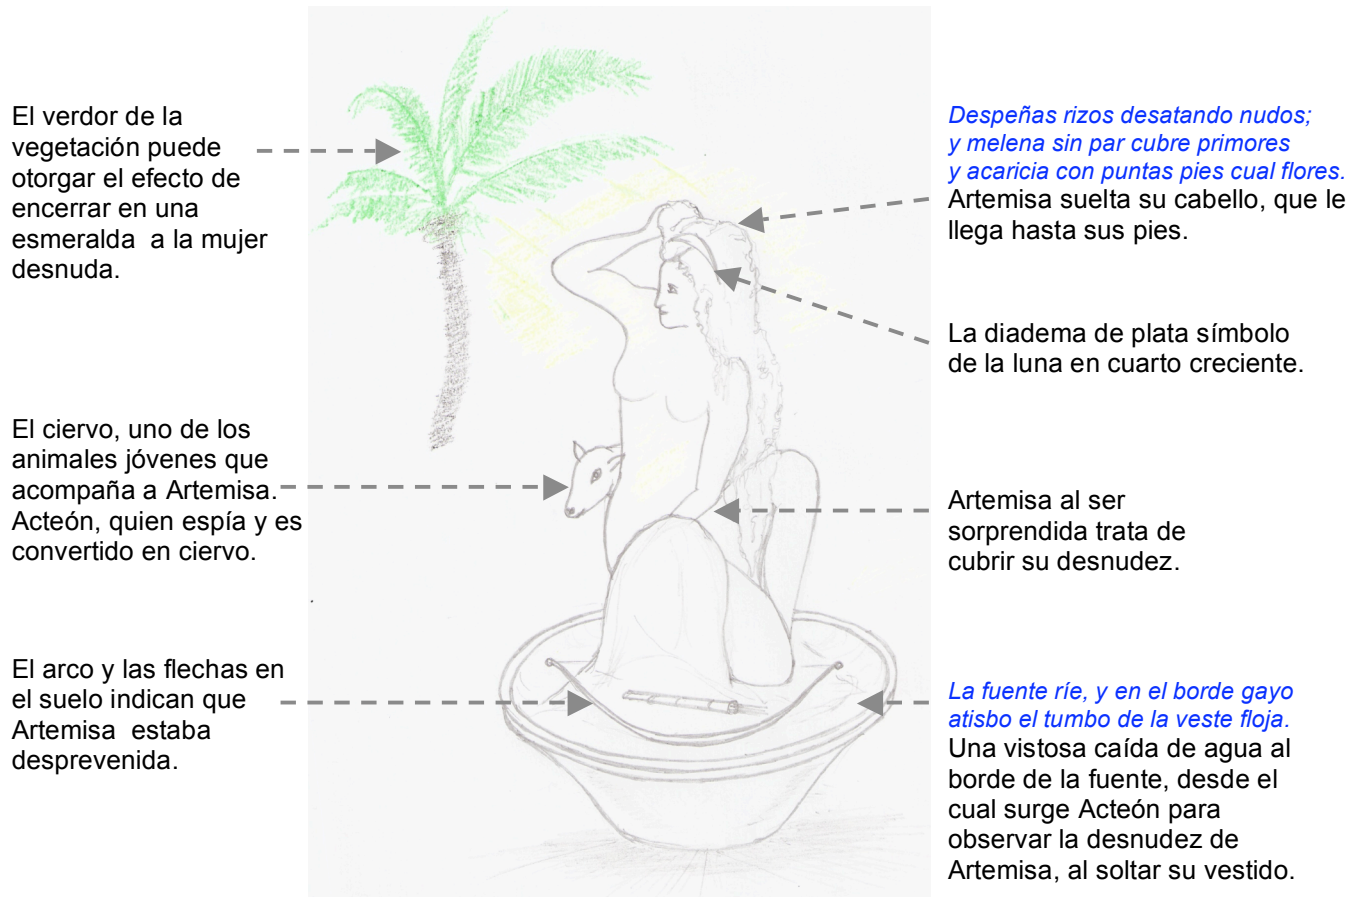 El verdor de la
vegetación puede
otorgar el efecto de
encerrar en una
esmeralda a la mujer
desnuda.
El ciervo, uno de los
animales jóvenes que
acompaña a Artemisa.
Acteón, quien espía y es
convertido en ciervo.
El arco y las flechas en
el suelo indican que
Artemisa estaba
desprevenida.
Despeñas rizos desatando nudos;
y melena sin par cubre primores
y acaricia con puntas pies cual flores.
Artemisa suelta su cabello, que le
llega hasta sus pies.
La diadema de plata símbolo
de la luna en cuarto creciente.
Artemisa al ser
sorprendida trata de
cubrir su desnudez.
La fuente ríe, y en el borde gayo
atisbo el tumbo de la veste floja.
Una vistosa caída de agua al
borde de la fuente, desde el
cual surge Acteón para
observar la desnudez de
Artemisa, al soltar su vestido.